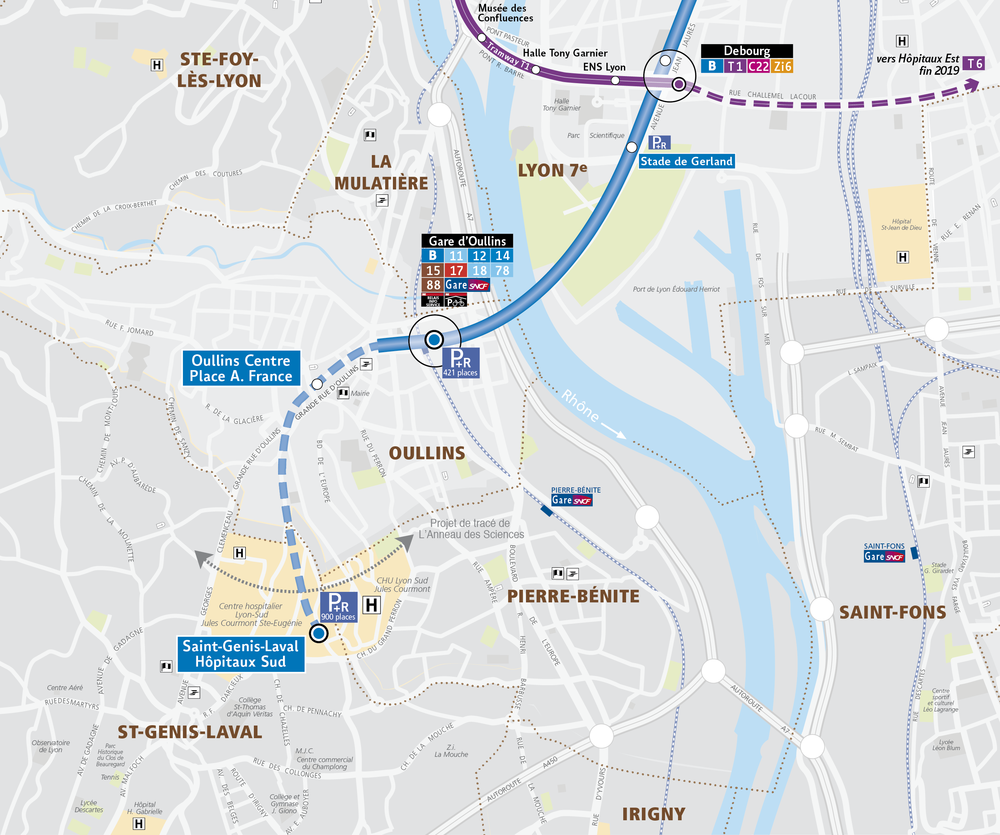 Musée des
Confluences
PONT PASTEUR
Tramway T1
PONT R. BARRE
Halle Tony Garnier
ENS Lyon
JEAN JAURÈS
AVENUE
Debourg
B T1 C22 Zi6
H
vers Hôpitaux Est
fin 2019
T6
RUE CHALLEMEL LACOUR
STE-FOY-
LÈS-LYON
H
Halle
Tony Garnier
Parc Scientifique
P+R
Stade de Gerland
LA
MULATIÈRE
LYON 7e
AUTOROUTE A7
CHEMIN DES COUTURES
CHEMIN DE LA CROIX-BERTHET
ROUTE DE VIENNE
RUE E. RENAN
Hôpital
St-Jean de Dieu
H
RUE DE FOS SUR MER
Gare d'Oullins
B 11 12 14
15 17 18 78
88 Gare SNCF
RELAIS
INFO
SERVICE
P
Port de Lyon Édouard Herriot
RUE DE SURVILLE
RUE F. JOMARD
Oullins Centre
Place A. France
P+R
421 places
Mairie
GRANDE RUE D'OULLINS
L. SAMPAIX
Rhône
R. DE LA GLACIÈRE
CHEMIN DE MONT-LOUIS
CHEMIN DE SANZY
GRANDE RUE D'OULLINS
BD DE L'EUROPE
RUE DU PERRON
OULLINS
RUE M. SEMBAT
AVENUE JEAN JAURÈS
AV. P. D'AUBARÈDE
CHEMIN DE LA MOLINETTE
PIERRE-BÉNITE
Gare SNCF
Projet de tracé de
L'Anneau des Sciences
AVENUE GEORGES CLEMENCEAU
H
BOULEVARD DE L'EUROPE
RUE AMPÈRE
R. HENRI BARBUSSE
SAINT-FONS
Gare SNCF
Stade
G. Girardet
BOULEVARD YVES FARGE
CHU Lyon Sud
Jules Courmont
PIERRE-BÉNITE
SAINT-FONS
Centre hospitalier
Lyon-Sud
Jules Courmont Ste-Eugénie
P+R
900 places
H
Saint-Genis-Laval
Hôpitaux Sud
CH. DU GRAND PERRON
AVENUE DE GADAGNE
Centre Aéré
RUE DES MARTYRS
R.F. DARCIEUX
Collège
St-Thomas
d'Aquin Véritas
CH. DE CHAZELLES
CH. DE PENNACHY
AUTOROUTE A7
RUE DESCARTES
Centre
sportif
et culturel
Léo Lagrange
ST-GENIS-LAVAL
Observatoire
de Lyon
AV. DE GADAGNE
Parc
Historique
du Clos de
Beauregard
Tennis
AV. MALFOCH
M.J.C.
Centre commercial
du Champlong
RUE DES COLLONGES
CH. DE LA MOUCHE
Z.i.
La Mouche
RUE DE LA MOUCHE
AUTOROUTE A450
RUE D'YVOURS
Lycée
Léon Blum
Lycée
Descartes
Hôpital
H. Gabrielle
H
AV. DES BELGES
ROUTE D'IRIGNY
Collège et
Gymnase
J. Giono
AV. E. AUBOYER
IRIGNY